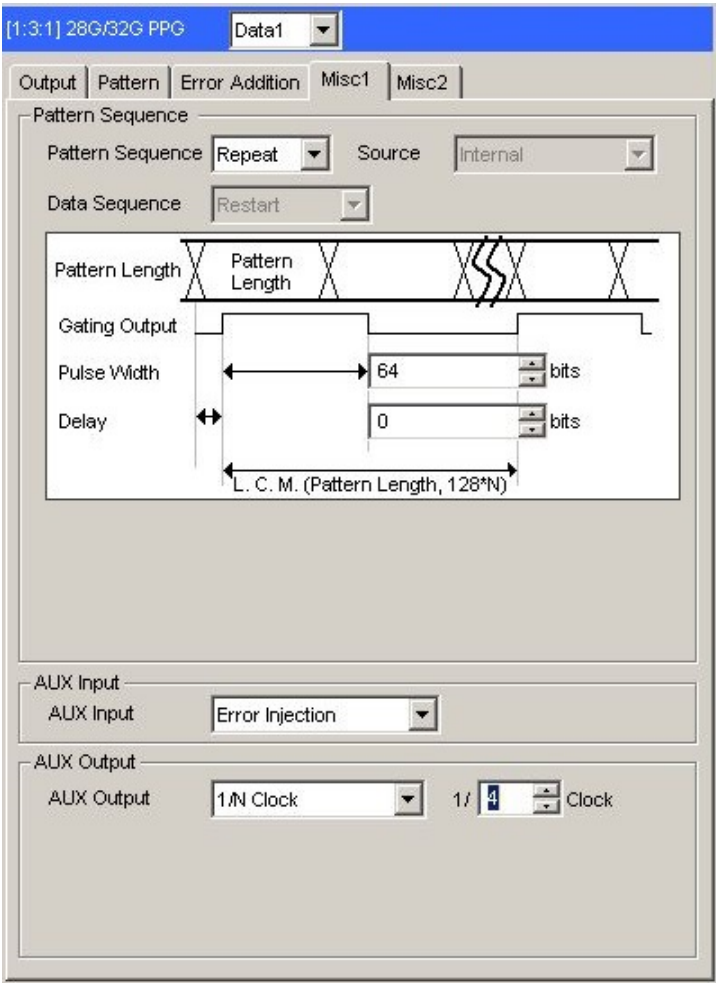 [1:3:1] 28G/32G PPG Data1
Output Pattern Error Addition Misc1 Misc2
Pattern Sequence
Pattern Sequence Repeat Source Internal
Data Sequence Restart
Pattern Length Pattern Length
Gating Output
Pulse Width 64 bits
Delay 0 bits
L. C. M. (Pattern Length, 128*N)
AUX Input
AUX Input Error Injection
AUX Output
AUX Output 1/N Clock 1/ 4 Clock